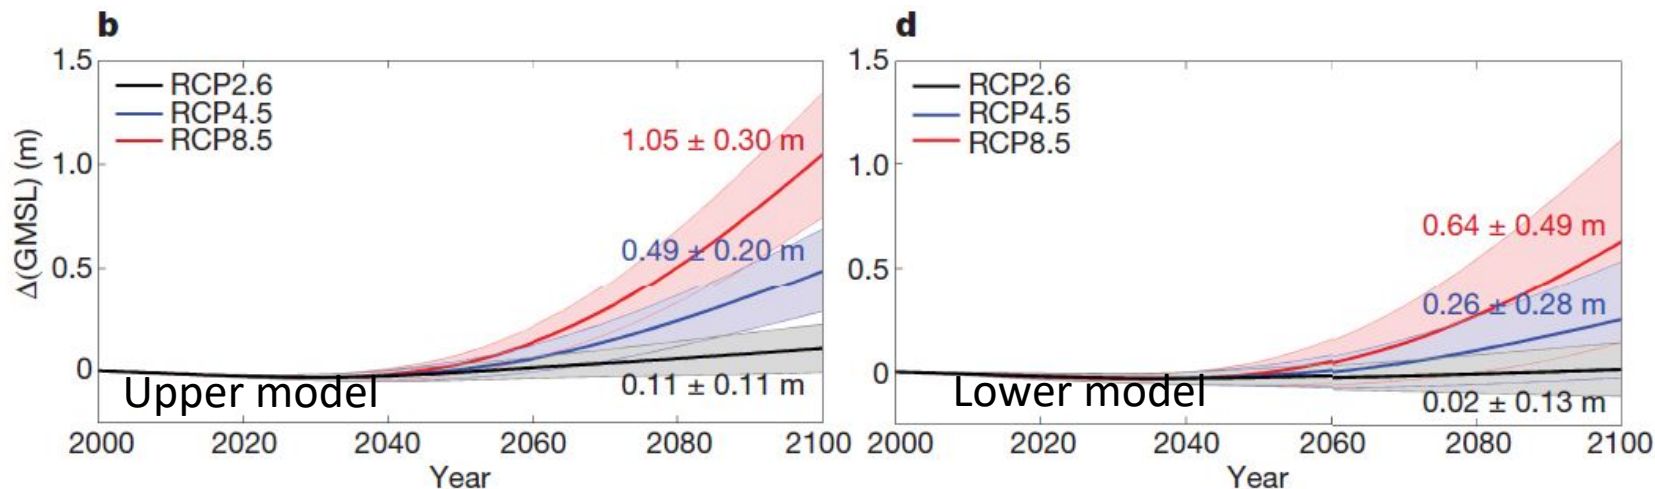 b
1.5
1.0
0.5
0
Δ(GMSL) (m)
RCP2.6
RCP4.5
RCP8.5
1.05 ± 0.30 m
0.49 ± 0.20 m
0.11 ± 0.11 m
Upper model
2000 2020 2040 2060 2080 2100
Year
d
1.5
1.0
0.5
0
RCP2.6
RCP4.5
RCP8.5
0.64 ± 0.49 m
0.26 ± 0.28 m
0.02 ± 0.13 m
Lower model
2000 2020 2040 2060 2080 2100
Year